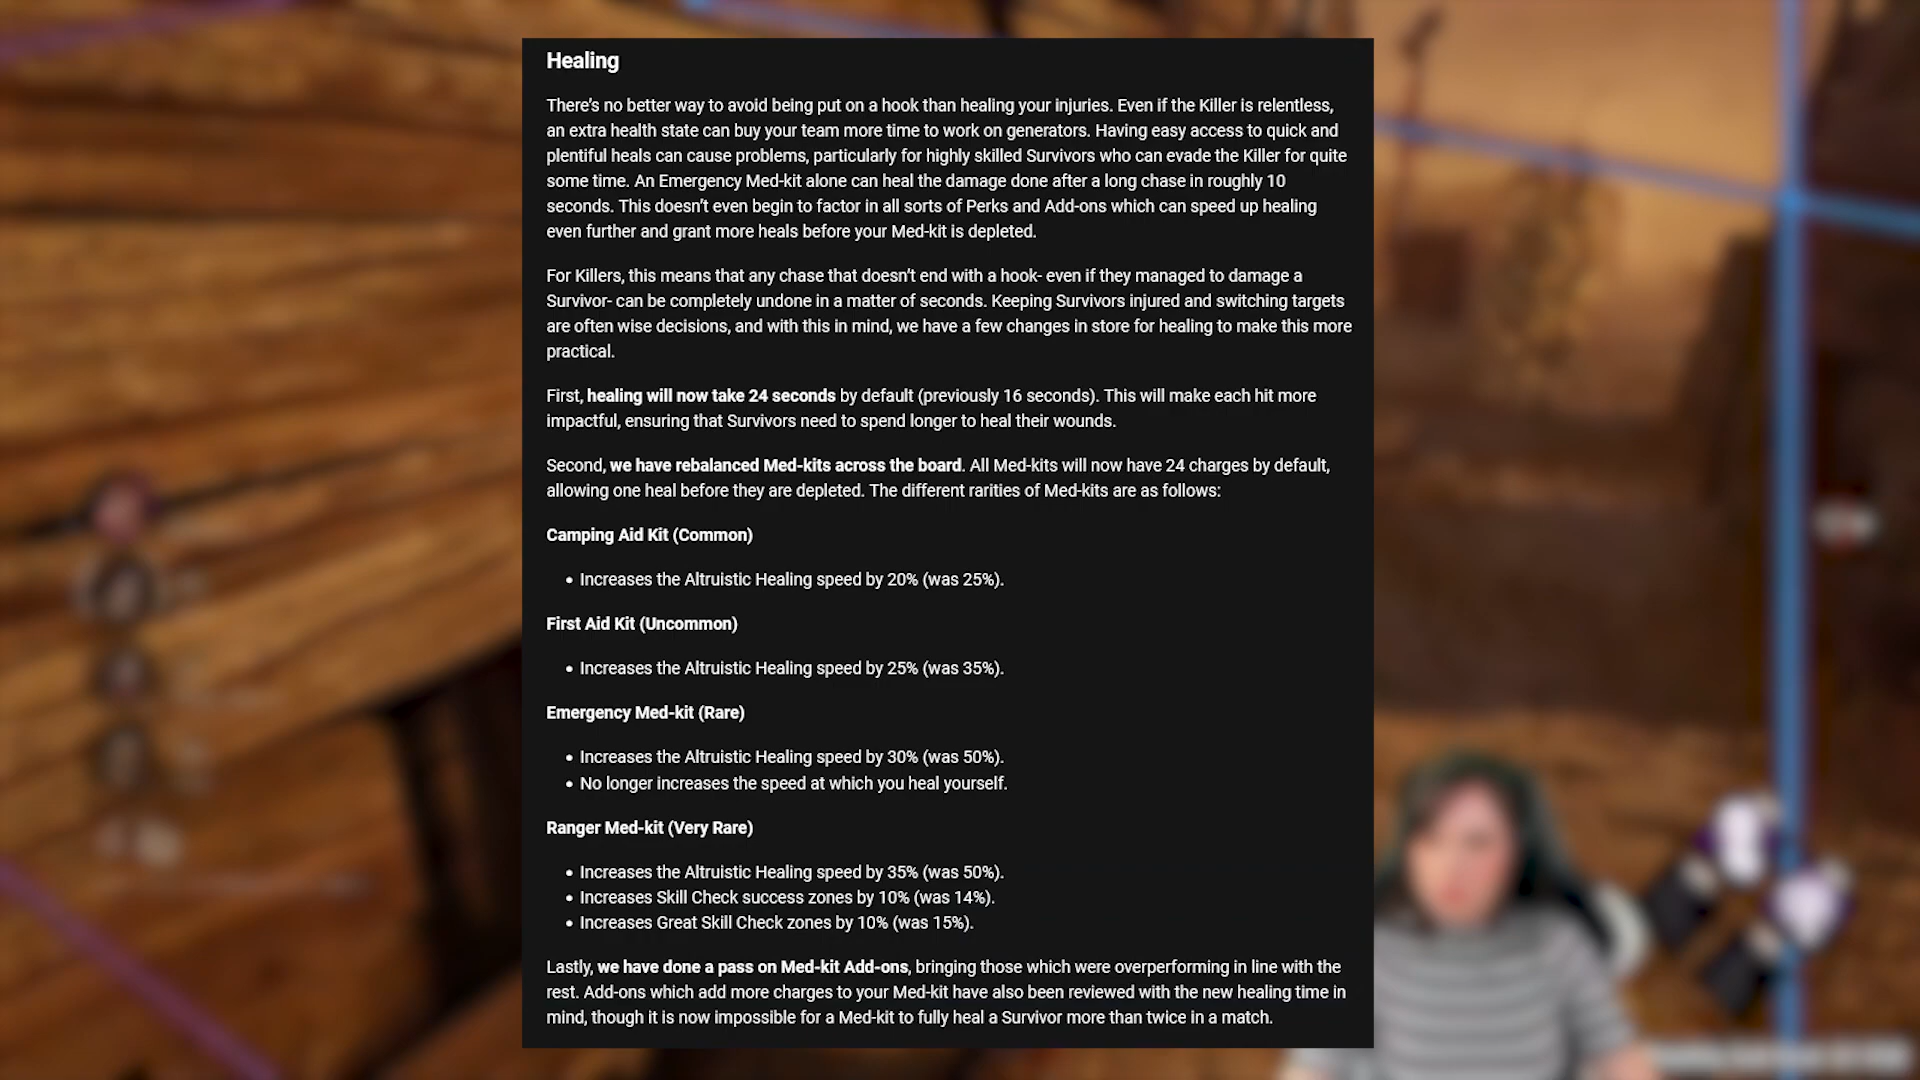 Healing
There's no better way to avoid being put on a hook than healing your injuries. Even if the Killer is relentless,
an extra health state can buy your team more time to work on generators. Having easy access to quick and
plentiful heals can cause problems, particularly for highly skilled Survivors who can evade the Killer for quite
some time. An Emergency Med-kit alone can heal the damage done after a long chase in roughly 10
seconds. This doesn't even begin to factor in all sorts of Perks and Add-ons which can speed up healing
even further and grant more heals before your Med-kit is depleted.
For Killers, this means that any chase that doesn't end with a hook- even if they managed to damage a
Survivor- can be completely undone in a matter of seconds. Keeping Survivors injured and switching targets
are often wise decisions, and with this in mind, we have a few changes in store for healing to make this more
practical.
First, healing will now take 24 seconds by default (previously 16 seconds). This will make each hit more
impactful, ensuring that Survivors need to spend longer to heal their wounds.
Second, we have rebalanced Med-kits across the board. All Med-kits will now have 24 charges by default,
allowing one heal before they are depleted. The different rarities of Med-kits are as follows:
Camping Aid Kit (Common)
• Increases the Altruistic Healing speed by 20% (was 25%).
First Aid Kit (Uncommon)
• Increases the Altruistic Healing speed by 25% (was 35%).
Emergency Med-kit (Rare)
• Increases the Altruistic Healing speed by 30% (was 50%).
• No longer increases the speed at which you heal yourself.
Ranger Med-kit (Very Rare)
• Increases the Altruistic Healing speed by 35% (was 50%).
• Increases Skill Check success zones by 10% (was 14%).
• Increases Great Skill Check zones by 10% (was 15%).
Lastly, we have done a pass on Med-kit Add-ons, bringing those which were overperforming in line with the
rest. Add-ons which add more charges to your Med-kit have also been reviewed with the new healing time in
mind, though it is now impossible for a Med-kit to fully heal a Survivor more than twice in a match.